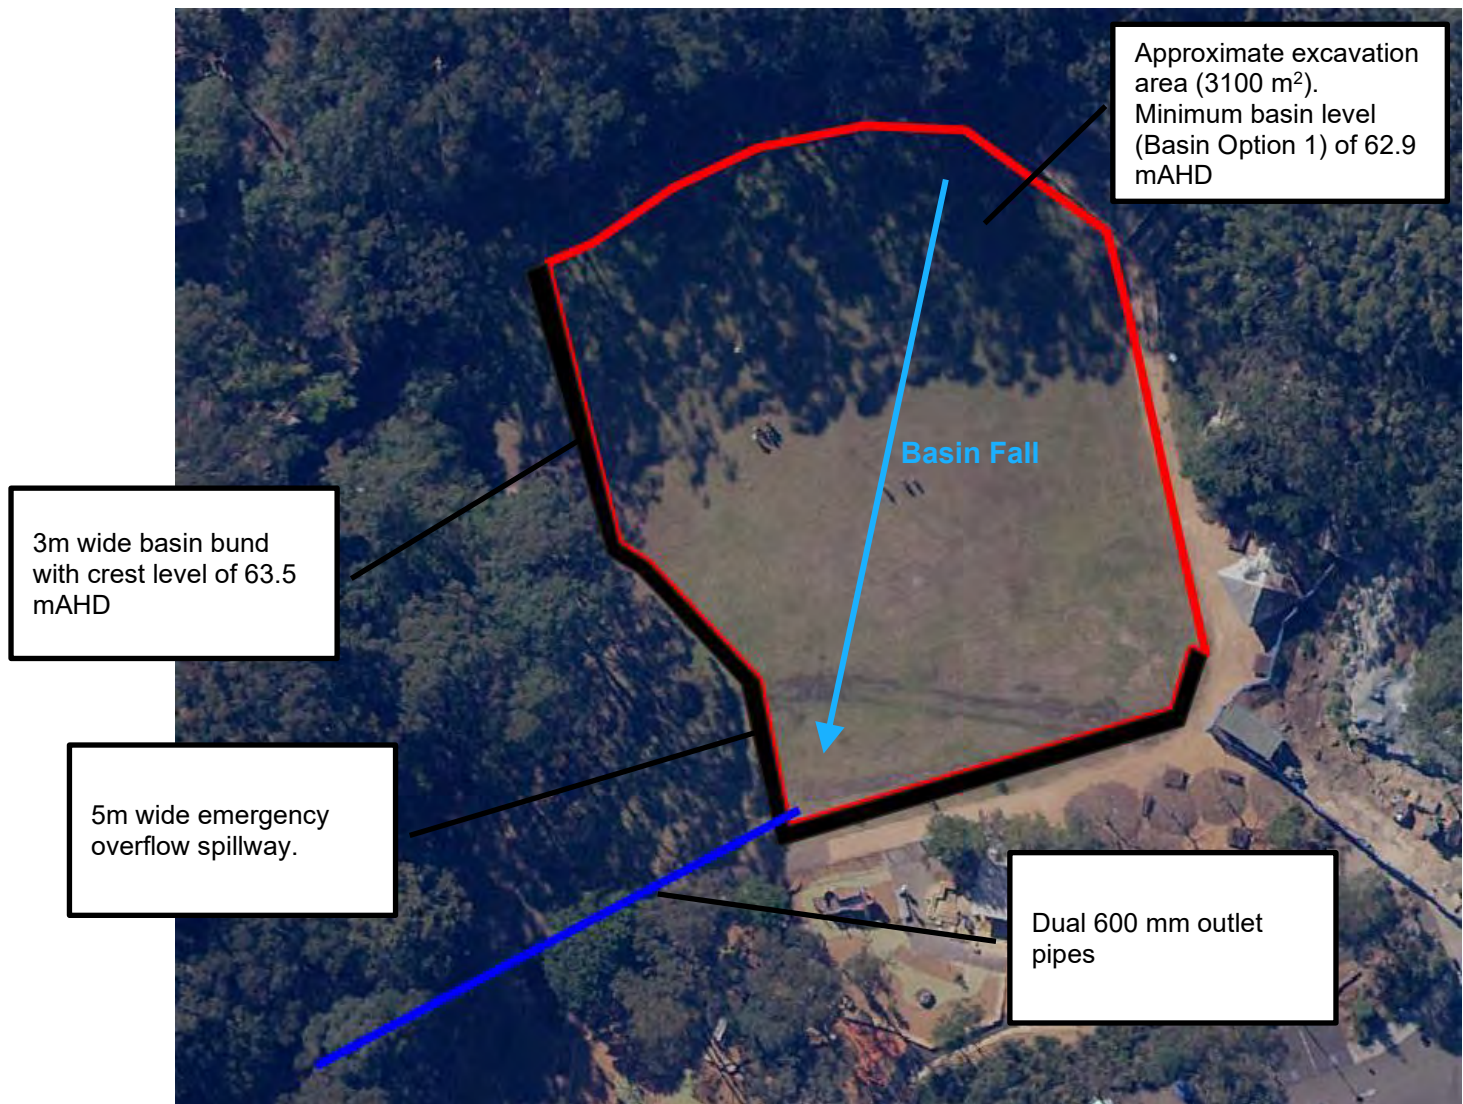 Approximate excavation
area (3100 m²).
Minimum basin level
(Basin Option 1) of 62.9
mAHD
Basin Fall
3m wide basin bund
with crest level of 63.5
mAHD
5m wide emergency
overflow spillway.
Dual 600 mm outlet
pipes